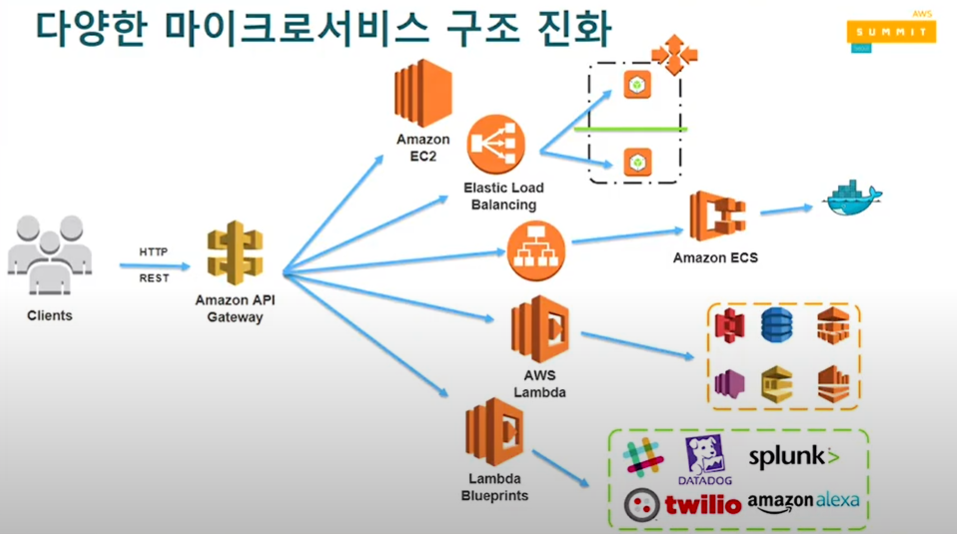 다양한 마이크로서비스 구조 진화
AWS
SUMMIT
Amazon
EC2
Elastic Load
Balancing
Amazon ECS
HTTP
REST
Clients
Amazon API
Gateway
AWS
Lambda
Lambda
Blueprints
DATADOG
splunk>
twilio
amazon alexa